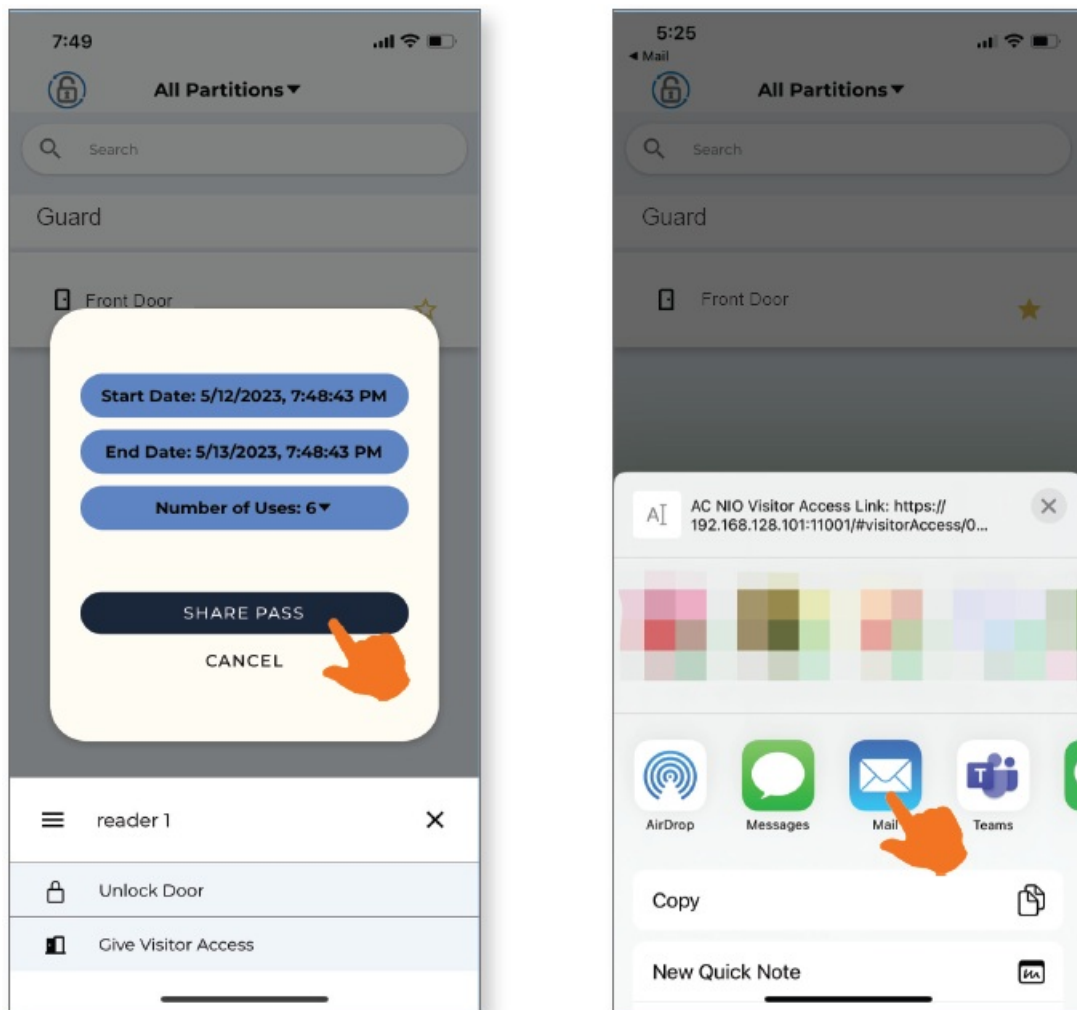 7:49
All Partitions▼
Search
Guard
Front Door
Start Date: 5/12/2023, 7:48:43 PM
End Date: 5/13/2023, 7:48:43 PM
Number of Uses: 6▼
SHARE PASS
CANCEL
reader 1
Unlock Door
Give Visitor Access
5:25
◀ Mail
All Partitions▼
Search
Guard
Front Door
AC NIO Visitor Access Link: https://
192.168.128.101:11001/#visitorAccess/0...
AirDrop
Messages
Mail
Teams
Copy
New Quick Note